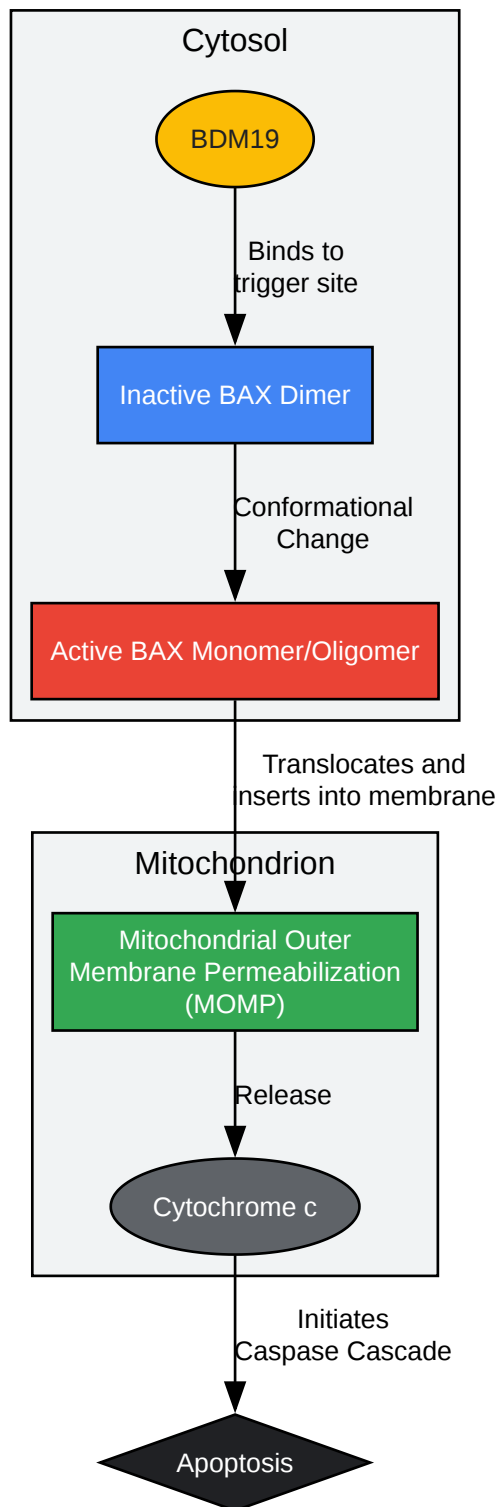 Cytosol
BDM19
Binds to
trigger site
Inactive BAX Dimer
Conformational
Change
Active BAX Monomer/Oligomer
Translocates and
inserts into membrane
Mitochondrion
Mitochondrial Outer
Membrane Permeabilization
(MOMP)
Release
Cytochrome c
Initiates
Caspase Cascade
Apoptosis